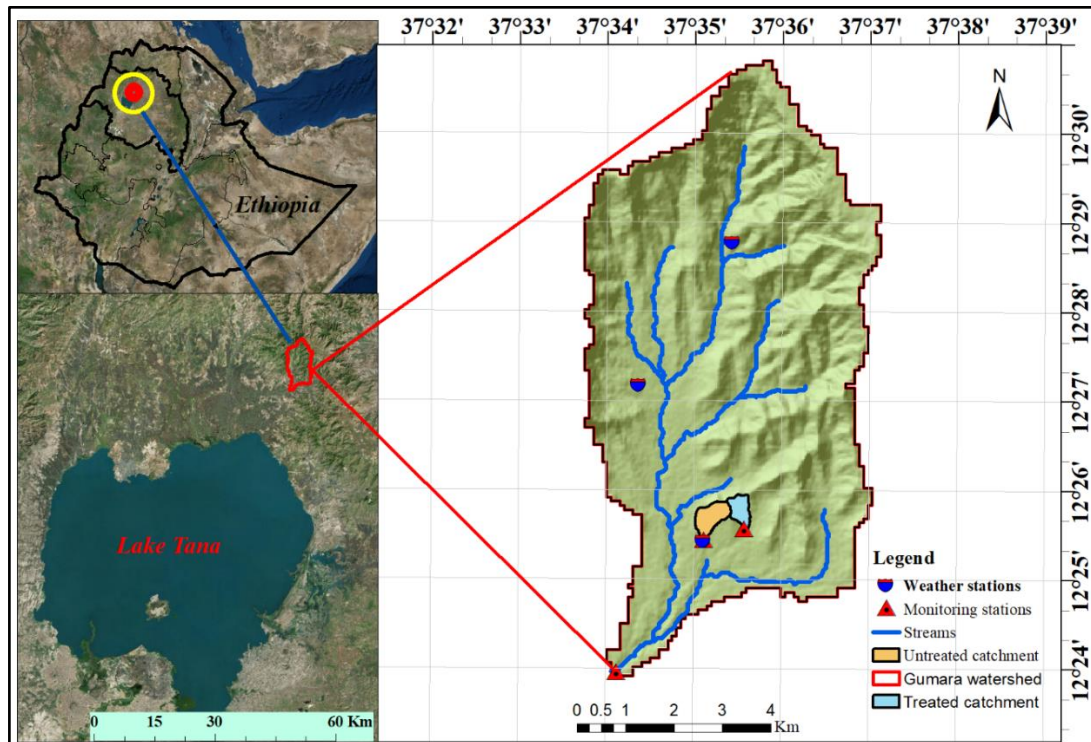 37°32' 37°33' 37°34' 37°35' 37°36' 37°37' 37°38' 37°39'
N
12°30'
12°29'
12°28'
12°27'
12°26'
12°25'
12°24'
Ethiopia
Lake Tana
0 15 30 60 Km
Legend
Weather stations
Monitoring stations
Streams
Untreated catchment
Gumara watershed
Treated catchment
0 0.5 1 2 3 4
Km